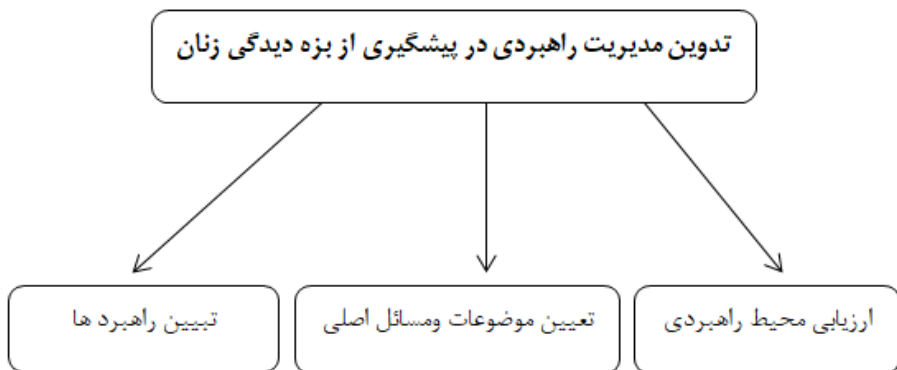 تدوین مدیریت راهبردی در پیشگیری از بزه دیدگی زنان
ارزیابی محیط راهبردی
تعیین موضوعات ومسائل اصلی
تبیین راهبرد ها